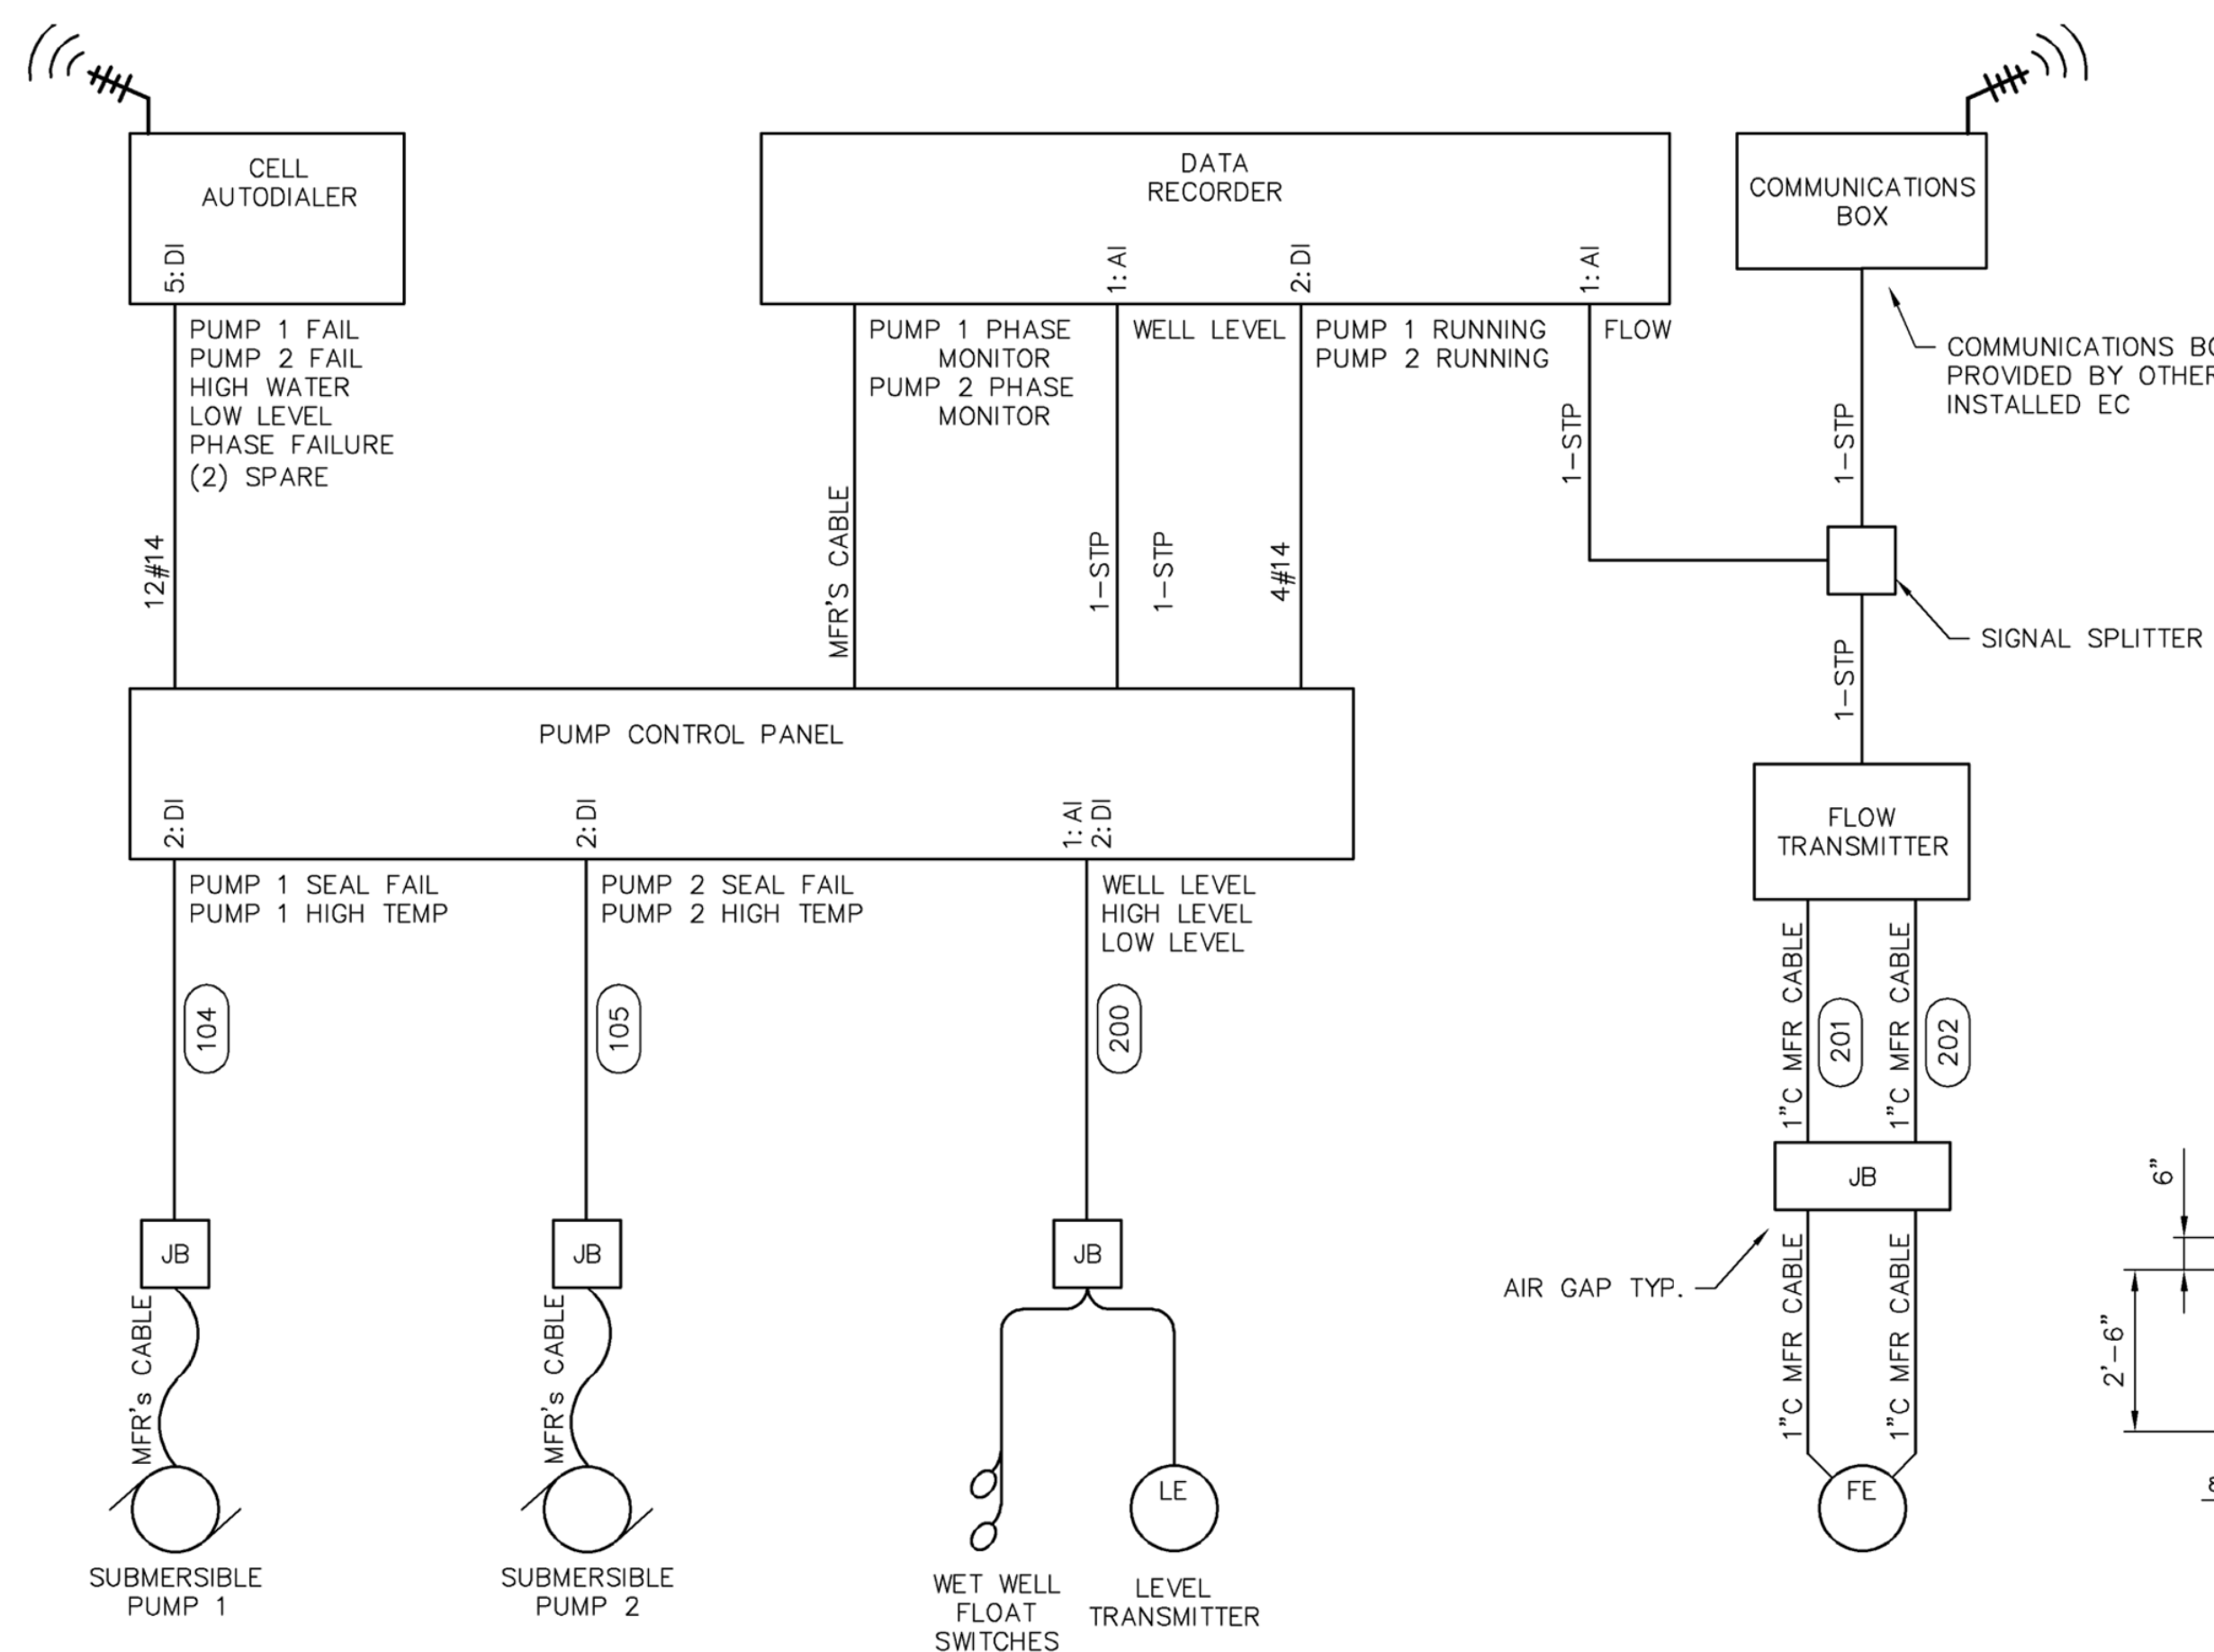 CELL
AUTODIALER
5: DI
DATA
RECORDER
1: AI
2: DI
1: AI
COMMUNICATIONS
BOX
PUMP 1 FAIL
PUMP 2 FAIL
HIGH WATER
LOW LEVEL
PHASE FAILURE
(2) SPARE
12#14
PUMP 1 PHASE
MONITOR
PUMP 2 PHASE
MONITOR
MFR'S CABLE
WELL LEVEL
1-STP
1-STP
PUMP 1 RUNNING
PUMP 2 RUNNING
4#14
FLOW
1-STP
1-STP
COMMUNICATIONS
PROVIDED BY
INSTALLED EC
SIGNAL SPLITTER
1-STP
PUMP CONTROL PANEL
2: DI
2: DI
1: AI
2: DI
FLOW
TRANSMITTER
PUMP 1 SEAL FAIL
PUMP 1 HIGH TEMP
104
PUMP 2 SEAL FAIL
PUMP 2 HIGH TEMP
105
WELL LEVEL
HIGH LEVEL
LOW LEVEL
200
1"C MFR CABLE
201
1"C MFR CABLE
202
JB
JB
JB
JB
AIR GAP TYP.
6"
2'-6"
MFR's CABLE
MFR's CABLE
1"C MFR CABLE
1"C MFR CABLE
LE
FE
SUBMERSIBLE
PUMP 1
SUBMERSIBLE
PUMP 2
WET WELL
FLOAT
SWITCHES
LEVEL
TRANSMITTER